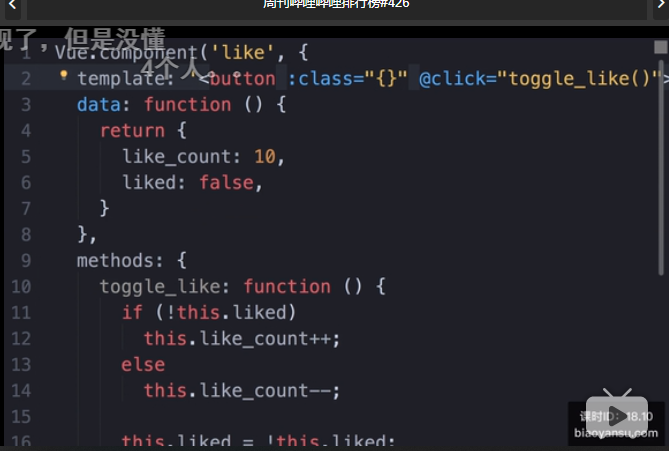 周刊哔哩哔哩排行榜#426
现了，但是没懂
4个人。。
1 Vue.component('like', {
2 template: '<button :class="{}" @click="toggle_like()">
3 data: function () {
4 return {
5 like_count: 10,
6 liked: false,
7 }
8 },
9 methods: {
10 toggle_like: function () {
11 if (!this.liked)
12 this.like_count++;
13 else
14 this.like_count--;
15
16 this.liked = !this.liked;
课时ID：18.10
biaoyansu.com